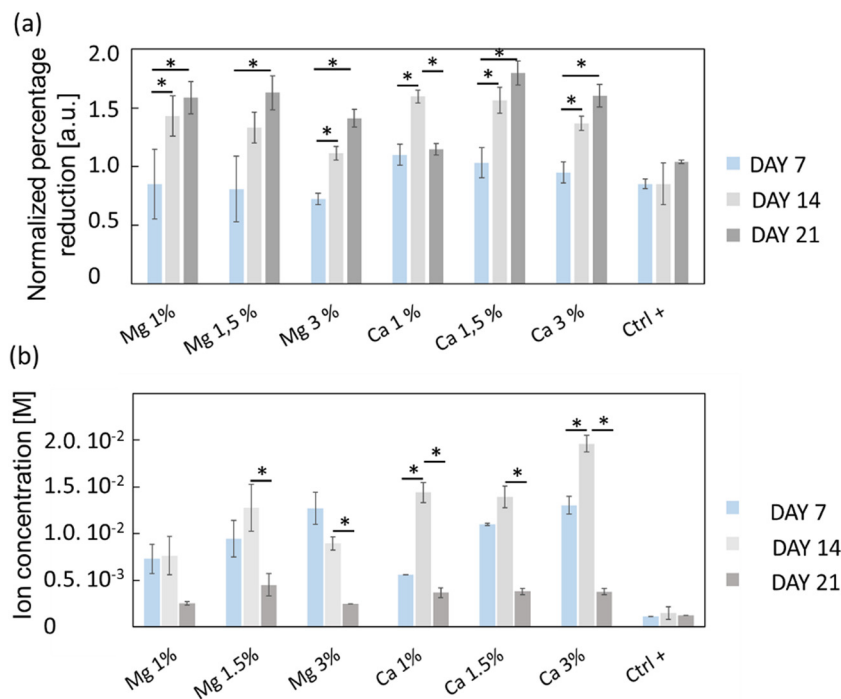 (a)
Normalized percentage
reduction [a.u.]
2.0
1.5
1.0
0.5
0
* * * * * * * * * * *
Mg 1%
Mg 1,5 %
Mg 3 %
Ca 1 %
Ca 1,5 %
Ca 3 %
Ctrl +
DAY 7
DAY 14
DAY 21
(b)
Ion concentration [M]
2.0. 10-2
1.5. 10-2
1.0. 10-2
0.5. 10-3
0
* * * * * * *
Mg 1%
Mg 1.5%
Mg 3%
Ca 1%
Ca 1.5%
Ca 3%
Ctrl +
DAY 7
DAY 14
DAY 21